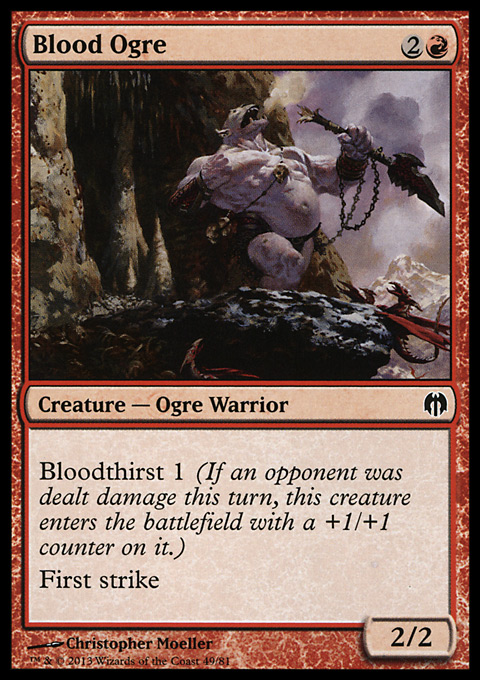 Blood Ogre 2
Creature — Ogre Warrior
Bloodthirst 1 (If an opponent was
dealt damage this turn, this creature
enters the battlefield with a +1/+1
counter on it.)
First strike
2/2
Christopher Moeller
™ & © 2013 Wizards of the Coast 49/81